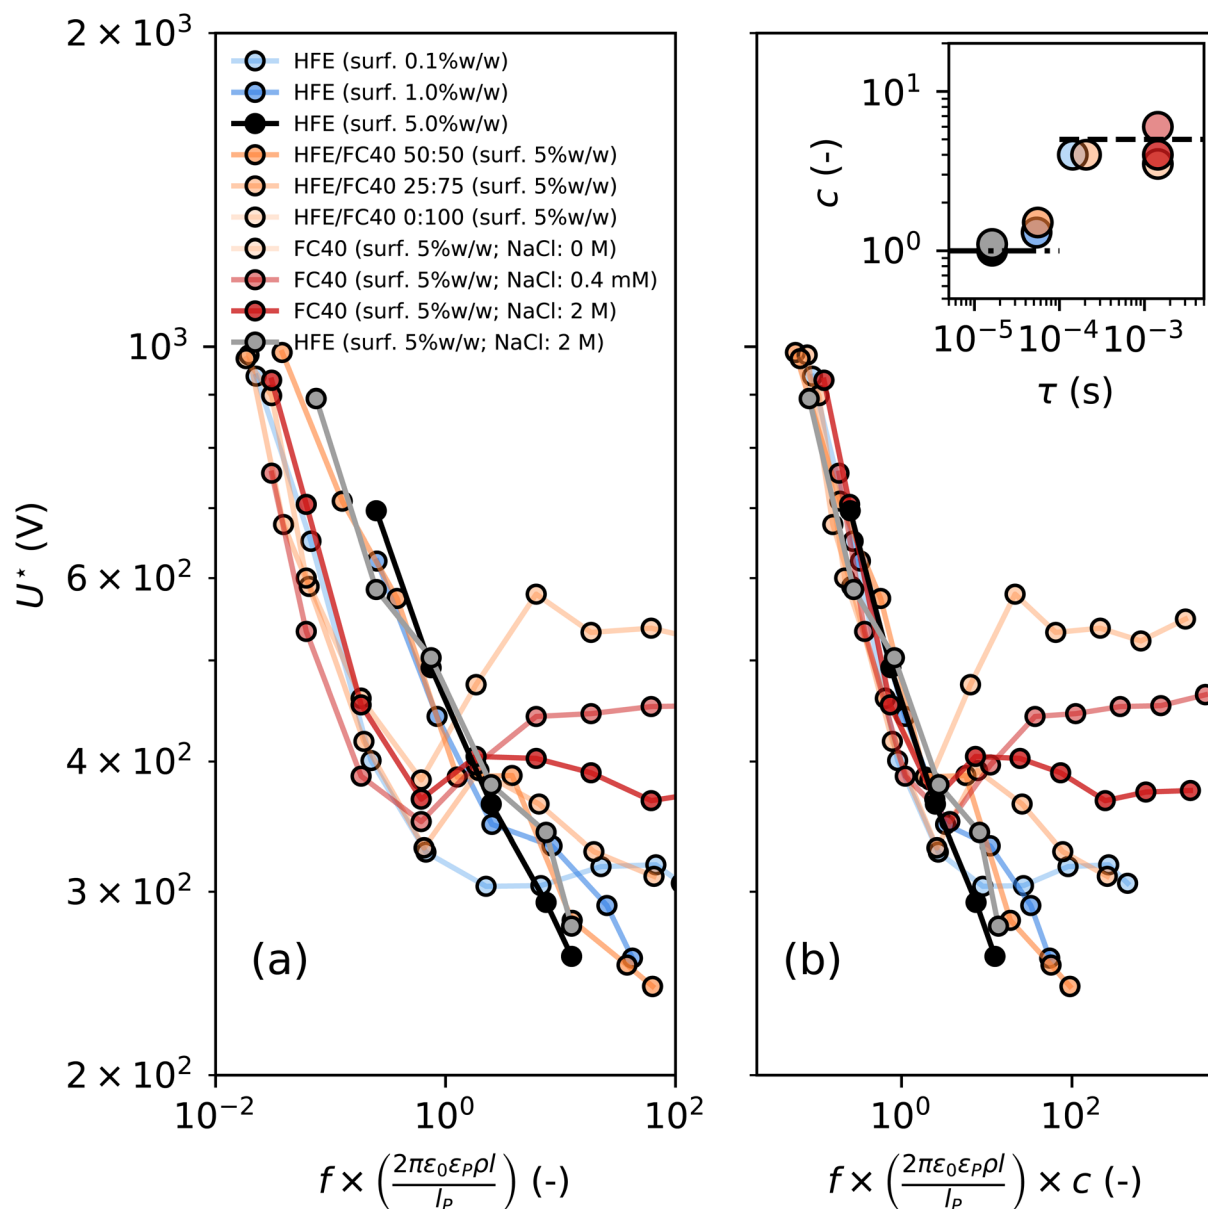 2 × 10³
10³
6 × 10²
4 × 10²
3 × 10²
2 × 10²
U⋆ (V)
HFE (surf. 0.1%w/w)
HFE (surf. 1.0%w/w)
HFE (surf. 5.0%w/w)
HFE/FC40 50:50 (surf. 5%w/w)
HFE/FC40 25:75 (surf. 5%w/w)
HFE/FC40 0:100 (surf. 5%w/w)
FC40 (surf. 5%w/w; NaCl: 0 M)
FC40 (surf. 5%w/w; NaCl: 0.4 mM)
FC40 (surf. 5%w/w; NaCl: 2 M)
HFE (surf. 5%w/w; NaCl: 2 M)
(a)
10⁻² 10⁰ 10²
f × (2πε₀ε_Pρl / l_P) (-)
c (-)
10¹
10⁰
10⁻⁵ 10⁻⁴ 10⁻³
τ (s)
(b)
10⁰ 10²
f × (2πε₀ε_Pρl / l_P) × c (-)